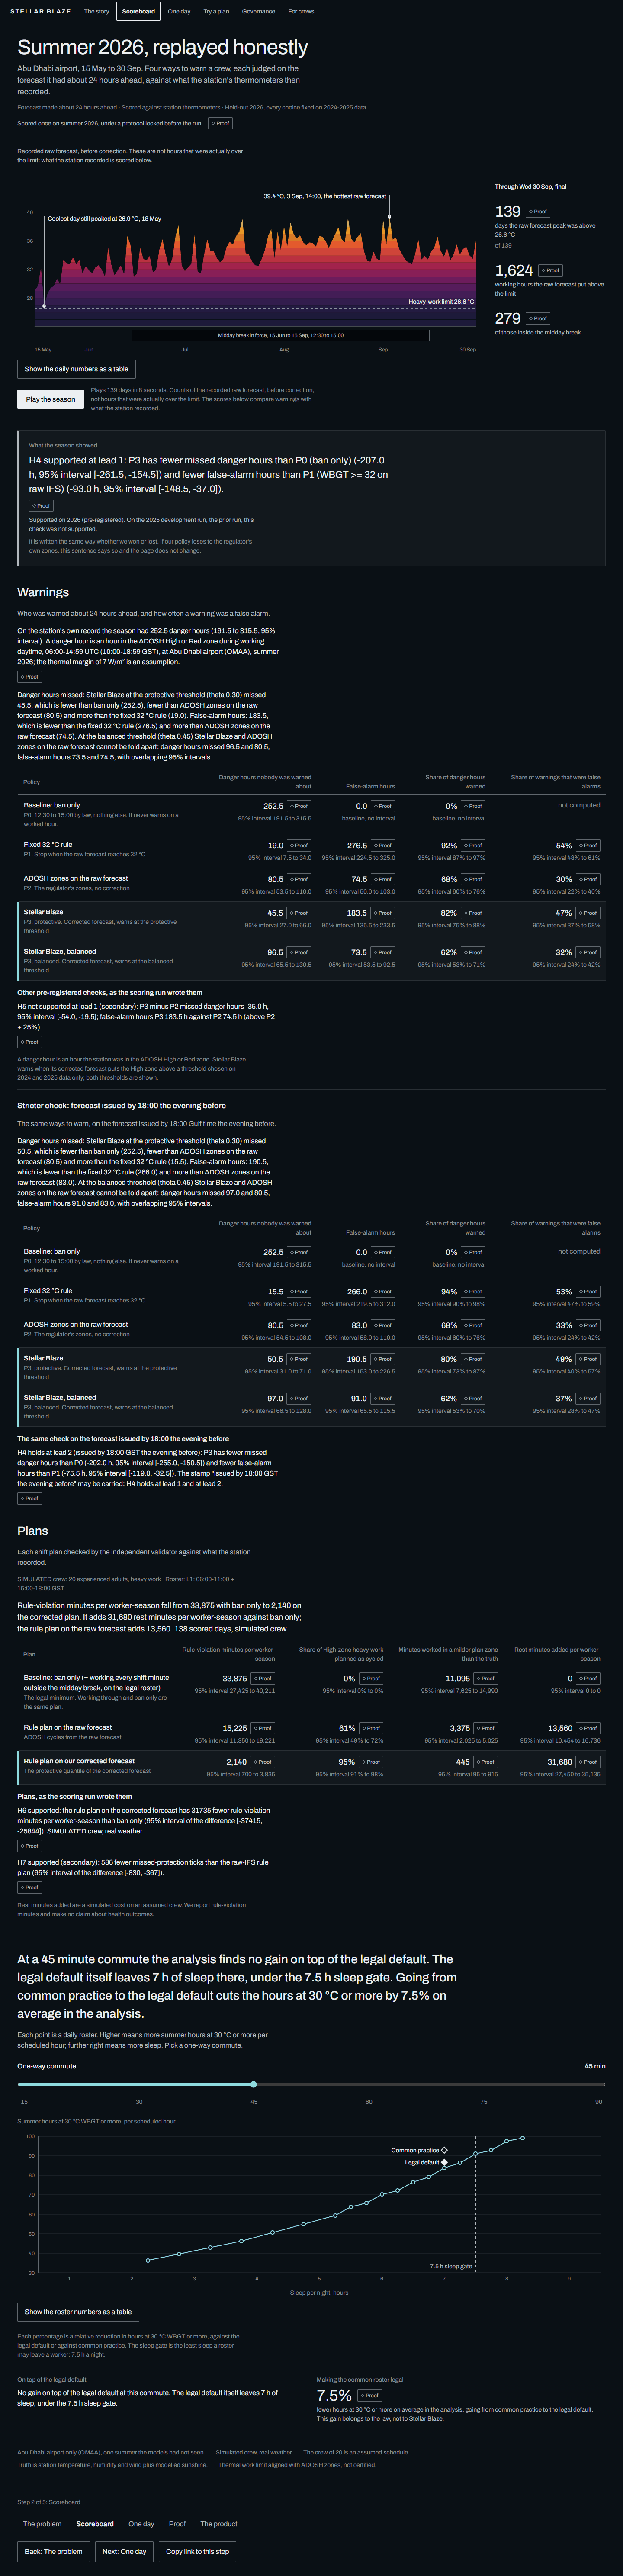 STELLAR BLAZE
The story
Scoreboard
One day
Try a plan
Governance
For crews
Summer 2026, replayed honestly
Abu Dhabi airport, 15 May to 30 Sep. Four ways to warn a crew, each judged on the
forecast it had about 24 hours ahead, against what the station's thermometers then
recorded.
Forecast made about 24 hours ahead · Scored against station thermometers · Held-out 2026, every choice fixed on 2024-2025 data
Scored once on summer 2026, under a protocol locked before the run. ◇ Proof
Recorded raw forecast, before correction. These are not hours that were actually over
the limit: what the station recorded is scored below.
39.4 °C, 3 Sep, 14:00, the hottest raw forecast
Coolest day still peaked at 26.9 °C, 18 May
40
36
32
28
Heavy-work limit 26.6 °C
Midday break in force, 15 Jun to 15 Sep, 12:30 to 15:00
15 May
Jun
Jul
Aug
Sep
30 Sep
Through Wed 30 Sep, final
139 ◇ Proof
days the raw forecast peak was above
26.6 °C
of 139
1,624 ◇ Proof
working hours the raw forecast put above
the limit
279 ◇ Proof
of those inside the midday break
Show the daily numbers as a table
Play the season
Plays 139 days in 8 seconds. Counts of the recorded raw forecast, before correction,
not hours that were actually over the limit. The scores below compare warnings with
what the station recorded.
What the season showed
H4 supported at lead 1: P3 has fewer missed danger hours than P0 (ban only) (-207.0
h, 95% interval [-261.5, -154.5]) and fewer false-alarm hours than P1 (WBGT >= 32 on
raw IFS) (-93.0 h, 95% interval [-148.5, -37.0]).
◇ Proof
Supported on 2026 (pre-registered). On the 2025 development run, the prior run, this
check was not supported.
It is written the same way whether we won or lost. If our policy loses to the regulator's
own zones, this sentence says so and the page does not change.
Warnings
Who was warned about 24 hours ahead, and how often a warning was a false alarm.
On the station's own record the season had 252.5 danger hours (191.5 to 315.5, 95%
interval). A danger hour is an hour in the ADOSH High or Red zone during working
daytime, 06:00-14:59 UTC (10:00-18:59 GST), at Abu Dhabi airport (OMAA), summer
2026; the thermal margin of 7 W/m² is an assumption.
◇ Proof
Danger hours missed: Stellar Blaze at the protective threshold (theta 0.30) missed
45.5, which is fewer than ban only (252.5), fewer than ADOSH zones on the raw
forecast (80.5) and more than the fixed 32 °C rule (19.0). False-alarm hours: 183.5,
which is fewer than the fixed 32 °C rule (276.5) and more than ADOSH zones on the
raw forecast (74.5). At the balanced threshold (theta 0.45) Stellar Blaze and ADOSH
zones on the raw forecast cannot be told apart: danger hours missed 96.5 and 80.5,
false-alarm hours 73.5 and 74.5, with overlapping 95% intervals.
Policy
Danger hours nobody was warned
about
False-alarm hours
Share of danger hours
warned
Share of warnings that were false
alarms
Baseline: ban only
P0. 12:30 to 15:00 by law, nothing else. It never warns on a
worked hour.
252.5 ◇ Proof
95% interval 191.5 to 315.5
0.0 ◇ Proof
baseline, no interval
0% ◇ Proof
baseline, no interval
not computed
Fixed 32 °C rule
P1. Stop when the raw forecast reaches 32 °C
19.0 ◇ Proof
95% interval 7.5 to 34.0
276.5 ◇ Proof
95% interval 224.5 to 325.0
92% ◇ Proof
95% interval 87% to 97%
54% ◇ Proof
95% interval 48% to 61%
ADOSH zones on the raw forecast
P2. The regulator's zones, no correction
80.5 ◇ Proof
95% interval 53.5 to 110.0
74.5 ◇ Proof
95% interval 50.0 to 103.0
68% ◇ Proof
95% interval 60% to 76%
30% ◇ Proof
95% interval 22% to 40%
Stellar Blaze
P3, protective. Corrected forecast, warns at the protective
threshold
45.5 ◇ Proof
95% interval 27.0 to 66.0
183.5 ◇ Proof
95% interval 135.5 to 233.5
82% ◇ Proof
95% interval 75% to 88%
47% ◇ Proof
95% interval 37% to 58%
Stellar Blaze, balanced
P3, balanced. Corrected forecast, warns at the balanced
threshold
96.5 ◇ Proof
95% interval 65.5 to 130.5
73.5 ◇ Proof
95% interval 53.5 to 92.5
62% ◇ Proof
95% interval 53% to 71%
32% ◇ Proof
95% interval 24% to 42%
Other pre-registered checks, as the scoring run wrote them
H5 not supported at lead 1 (secondary): P3 minus P2 missed danger hours -35.0 h,
95% interval [-54.0, -19.5]; false-alarm hours P3 183.5 h against P2 74.5 h (above P2
+ 25%).
◇ Proof
A danger hour is an hour the station was in the ADOSH High or Red zone. Stellar Blaze
warns when its corrected forecast puts the High zone above a threshold chosen on
2024 and 2025 data only; both thresholds are shown.
Stricter check: forecast issued by 18:00 the evening before
The same ways to warn, on the forecast issued by 18:00 Gulf time the evening before.
Danger hours missed: Stellar Blaze at the protective threshold (theta 0.30) missed
50.5, which is fewer than ban only (252.5), fewer than ADOSH zones on the raw
forecast (80.5) and more than the fixed 32 °C rule (15.5). False-alarm hours: 190.5,
which is fewer than the fixed 32 °C rule (266.0) and more than ADOSH zones on the
raw forecast (83.0). At the balanced threshold (theta 0.45) Stellar Blaze and ADOSH
zones on the raw forecast cannot be told apart: danger hours missed 97.0 and 80.5,
false-alarm hours 91.0 and 83.0, with overlapping 95% intervals.
Policy
Danger hours nobody was warned
about
False-alarm hours
Share of danger hours
warned
Share of warnings that were false
alarms
Baseline: ban only
P0. 12:30 to 15:00 by law, nothing else. It never warns on a
worked hour.
252.5 ◇ Proof
95% interval 191.5 to 315.5
0.0 ◇ Proof
baseline, no interval
0% ◇ Proof
baseline, no interval
not computed
Fixed 32 °C rule
P1. Stop when the raw forecast reaches 32 °C
15.5 ◇ Proof
95% interval 5.5 to 27.5
266.0 ◇ Proof
95% interval 219.5 to 312.0
94% ◇ Proof
95% interval 90% to 98%
53% ◇ Proof
95% interval 47% to 59%
ADOSH zones on the raw forecast
P2. The regulator's zones, no correction
80.5 ◇ Proof
95% interval 54.5 to 108.0
83.0 ◇ Proof
95% interval 58.0 to 110.0
68% ◇ Proof
95% interval 60% to 76%
33% ◇ Proof
95% interval 24% to 42%
Stellar Blaze
P3, protective. Corrected forecast, warns at the protective
threshold
50.5 ◇ Proof
95% interval 31.0 to 71.0
190.5 ◇ Proof
95% interval 153.0 to 226.5
80% ◇ Proof
95% interval 73% to 87%
49% ◇ Proof
95% interval 40% to 57%
Stellar Blaze, balanced
P3, balanced. Corrected forecast, warns at the balanced
threshold
97.0 ◇ Proof
95% interval 66.5 to 128.0
91.0 ◇ Proof
95% interval 65.5 to 115.5
62% ◇ Proof
95% interval 53% to 70%
37% ◇ Proof
95% interval 28% to 47%
The same check on the forecast issued by 18:00 the evening before
H4 holds at lead 2 (issued by 18:00 GST the evening before): P3 has fewer missed
danger hours than P0 (-202.0 h, 95% interval [-255.0, -150.5]) and fewer false-alarm
hours than P1 (-75.5 h, 95% interval [-119.0, -32.5]). The stamp "issued by 18:00 GST
the evening before" may be carried: H4 holds at lead 1 and at lead 2.
◇ Proof
Plans
Each shift plan checked by the independent validator against what the station
recorded.
SIMULATED crew: 20 experienced adults, heavy work · Roster: L1: 06:00-11:00 +
15:00-18:00 GST
Rule-violation minutes per worker-season fall from 33,875 with ban only to 2,140 on
the corrected plan. It adds 31,680 rest minutes per worker-season against ban only;
the rule plan on the raw forecast adds 13,560. 138 scored days, simulated crew.
Plan
Rule-violation minutes per worker-
season
Share of High-zone heavy work
planned as cycled
Minutes worked in a milder plan zone
than the truth
Rest minutes added per worker-
season
Baseline: ban only (= working every shift minute
outside the midday break, on the legal roster)
The legal minimum. Working through and ban only are
the same plan.
33,875 ◇ Proof
95% interval 27,425 to 40,211
0% ◇ Proof
95% interval 0% to 0%
11,095 ◇ Proof
95% interval 7,625 to 14,990
0 ◇ Proof
95% interval 0 to 0
Rule plan on the raw forecast
ADOSH cycles from the raw forecast
15,225 ◇ Proof
95% interval 11,350 to 19,221
61% ◇ Proof
95% interval 49% to 72%
3,375 ◇ Proof
95% interval 2,025 to 5,025
13,560 ◇ Proof
95% interval 10,454 to 16,736
Rule plan on our corrected forecast
The protective quantile of the corrected forecast
2,140 ◇ Proof
95% interval 700 to 3,835
95% ◇ Proof
95% interval 91% to 98%
445 ◇ Proof
95% interval 95 to 915
31,680 ◇ Proof
95% interval 27,450 to 35,135
Plans, as the scoring run wrote them
H6 supported: the rule plan on the corrected forecast has 31735 fewer rule-violation
minutes per worker-season than ban only (95% interval of the difference [-37415,
-25844]). SIMULATED crew, real weather.
◇ Proof
H7 supported (secondary): 586 fewer missed-protection ticks than the raw-IFS rule
plan (95% interval of the difference [-830, -367]).
◇ Proof
Rest minutes added are a simulated cost on an assumed crew. We report rule-violation
minutes and make no claim about health outcomes.
At a 45 minute commute the analysis finds no gain on top of the legal default. The
legal default itself leaves 7 h of sleep there, under the 7.5 h sleep gate. Going from
common practice to the legal default cuts the hours at 30 °C or more by 7.5% on
average in the analysis.
Each point is a daily roster. Higher means more summer hours at 30 °C or more per
scheduled hour; further right means more sleep. Pick a one-way commute.
One-way commute
45 min
15
30
45
60
75
90
Summer hours at 30 °C WBGT or more, per scheduled hour
100
90
80
70
60
50
40
30
Common practice
Legal default
7.5 h sleep gate
1
2
3
4
5
6
7
8
9
Sleep per night, hours
Show the roster numbers as a table
Each percentage is a relative reduction in hours at 30 °C WBGT or more, against the
legal default or against common practice. The sleep gate is the least sleep a roster
may leave a worker: 7.5 h a night.
On top of the legal default
No gain on top of the legal default at this commute. The legal default itself leaves 7 h of
sleep, under the 7.5 h sleep gate.
Making the common roster legal
7.5% ◇ Proof
fewer hours at 30 °C or more on average in the analysis, going from common practice to the legal default.
This gain belongs to the law, not to Stellar Blaze.
Abu Dhabi airport only (OMAA), one summer the models had not seen.
Simulated crew, real weather.
The crew of 20 is an assumed schedule.
Truth is station temperature, humidity and wind plus modelled sunshine.
Thermal work limit aligned with ADOSH zones, not certified.
Step 2 of 5: Scoreboard
The problem
Scoreboard
One day
Proof
The product
Back: The problem
Next: One day
Copy link to this step